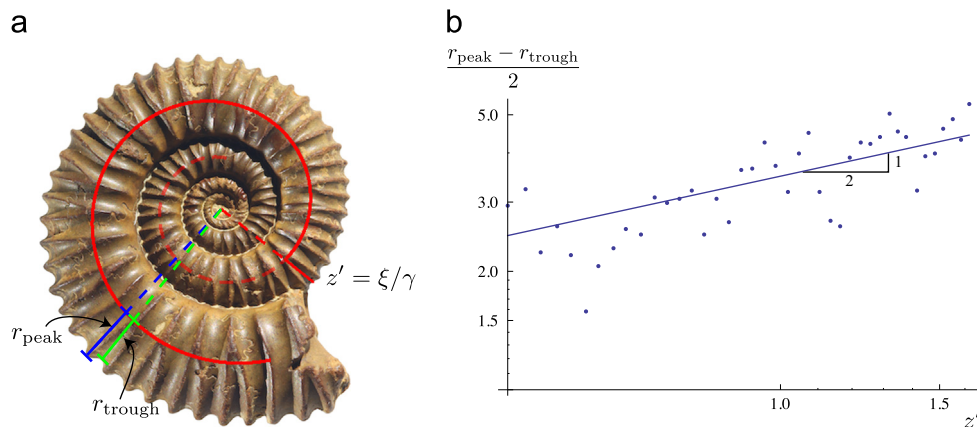 a
z′ = ξ/γ
r_peak
r_trough
b
r_peak − r_trough
2
5.0
3.0
2.0
1.5
1
2
1.0
1.5
z′